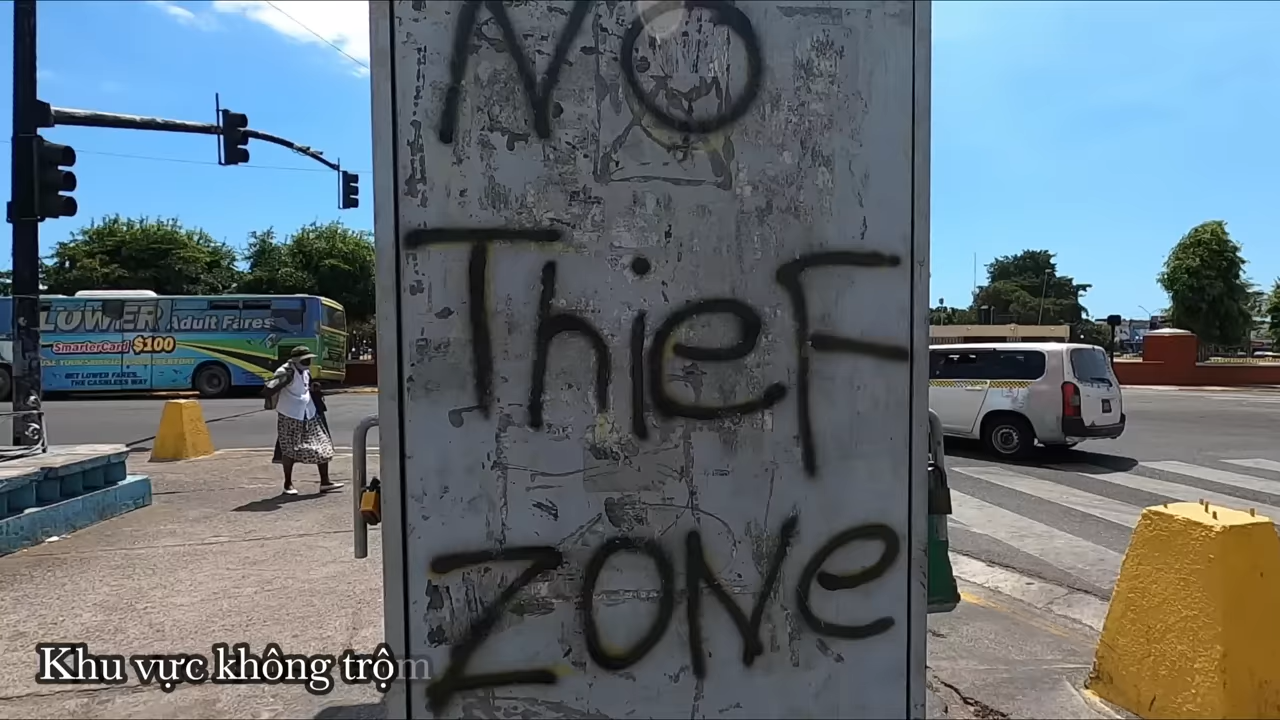 NO
ThieF
ZONe
LOWER Adult Fares
SmarterCard $100
GET LOWER FARES...
THE CASHLESS WAY
Khu vực không trộm